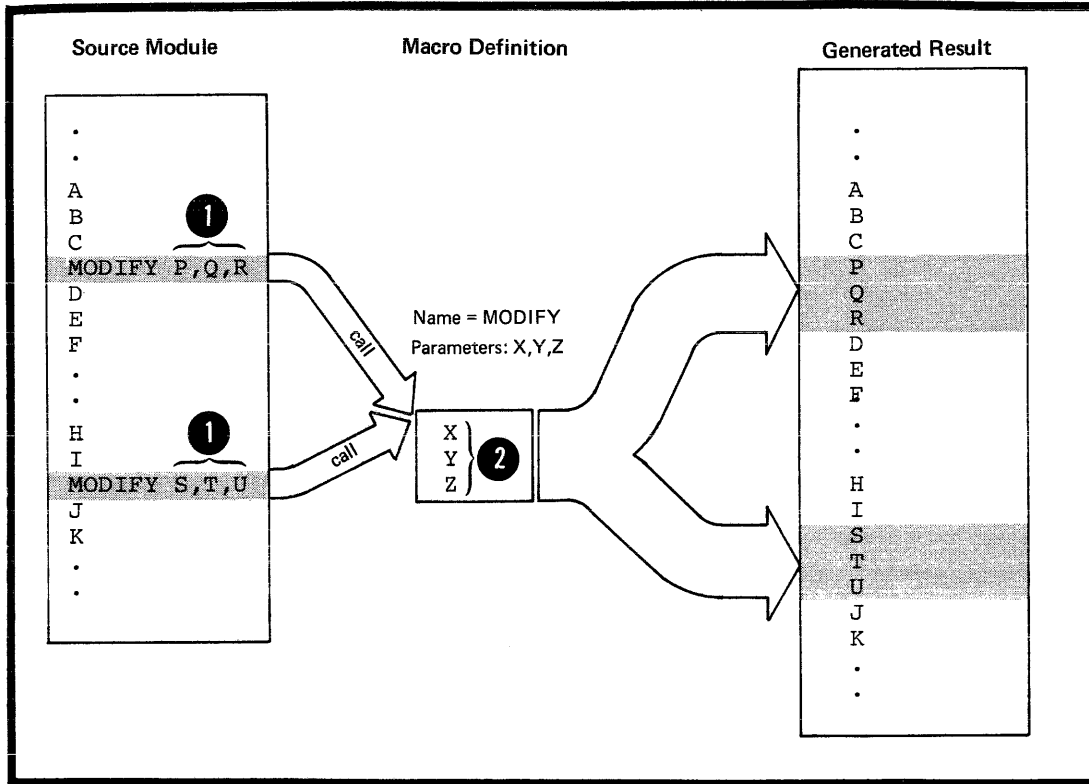 Source Module
Macro Definition
Generated Result
.
.
A
B
C
MODIFY P,Q,R
D
E
F
.
.
H
I
MODIFY S,T,U
J
K
.
.
1
1
call
call
Name = MODIFY
Parameters: X,Y,Z
X
Y
Z
2
.
.
A
B
C
P
Q
R
D
E
F
.
.
H
I
S
T
U
J
K
.
.